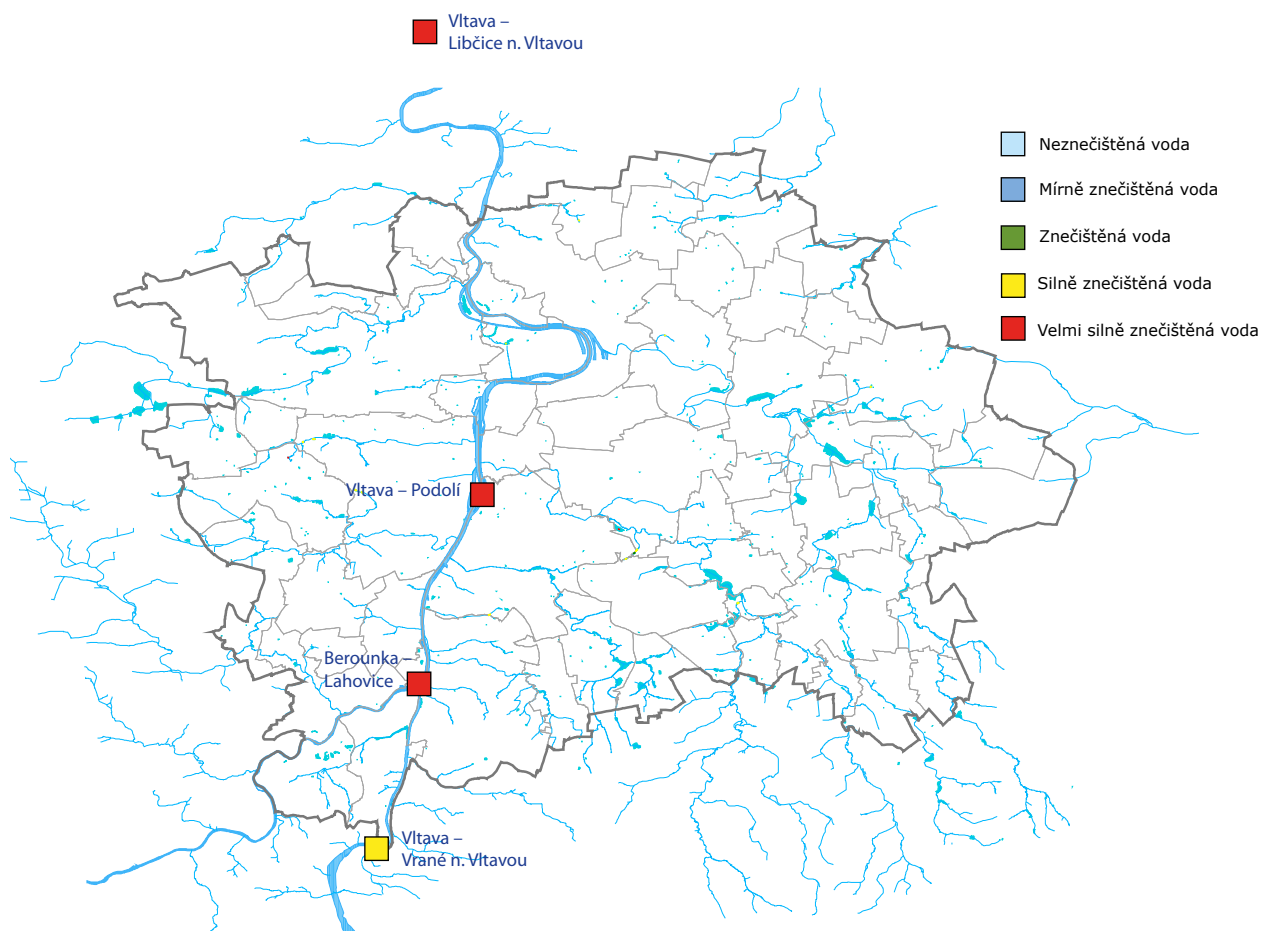 Vltava –
Libčice n. Vltavou
Neznečištěná voda
Mírně znečištěná voda
Znečištěná voda
Silně znečištěná voda
Velmi silně znečištěná voda
Vltava – Podolí
Berounka –
Lahovice
Vltava –
Vrané n. Vltavou